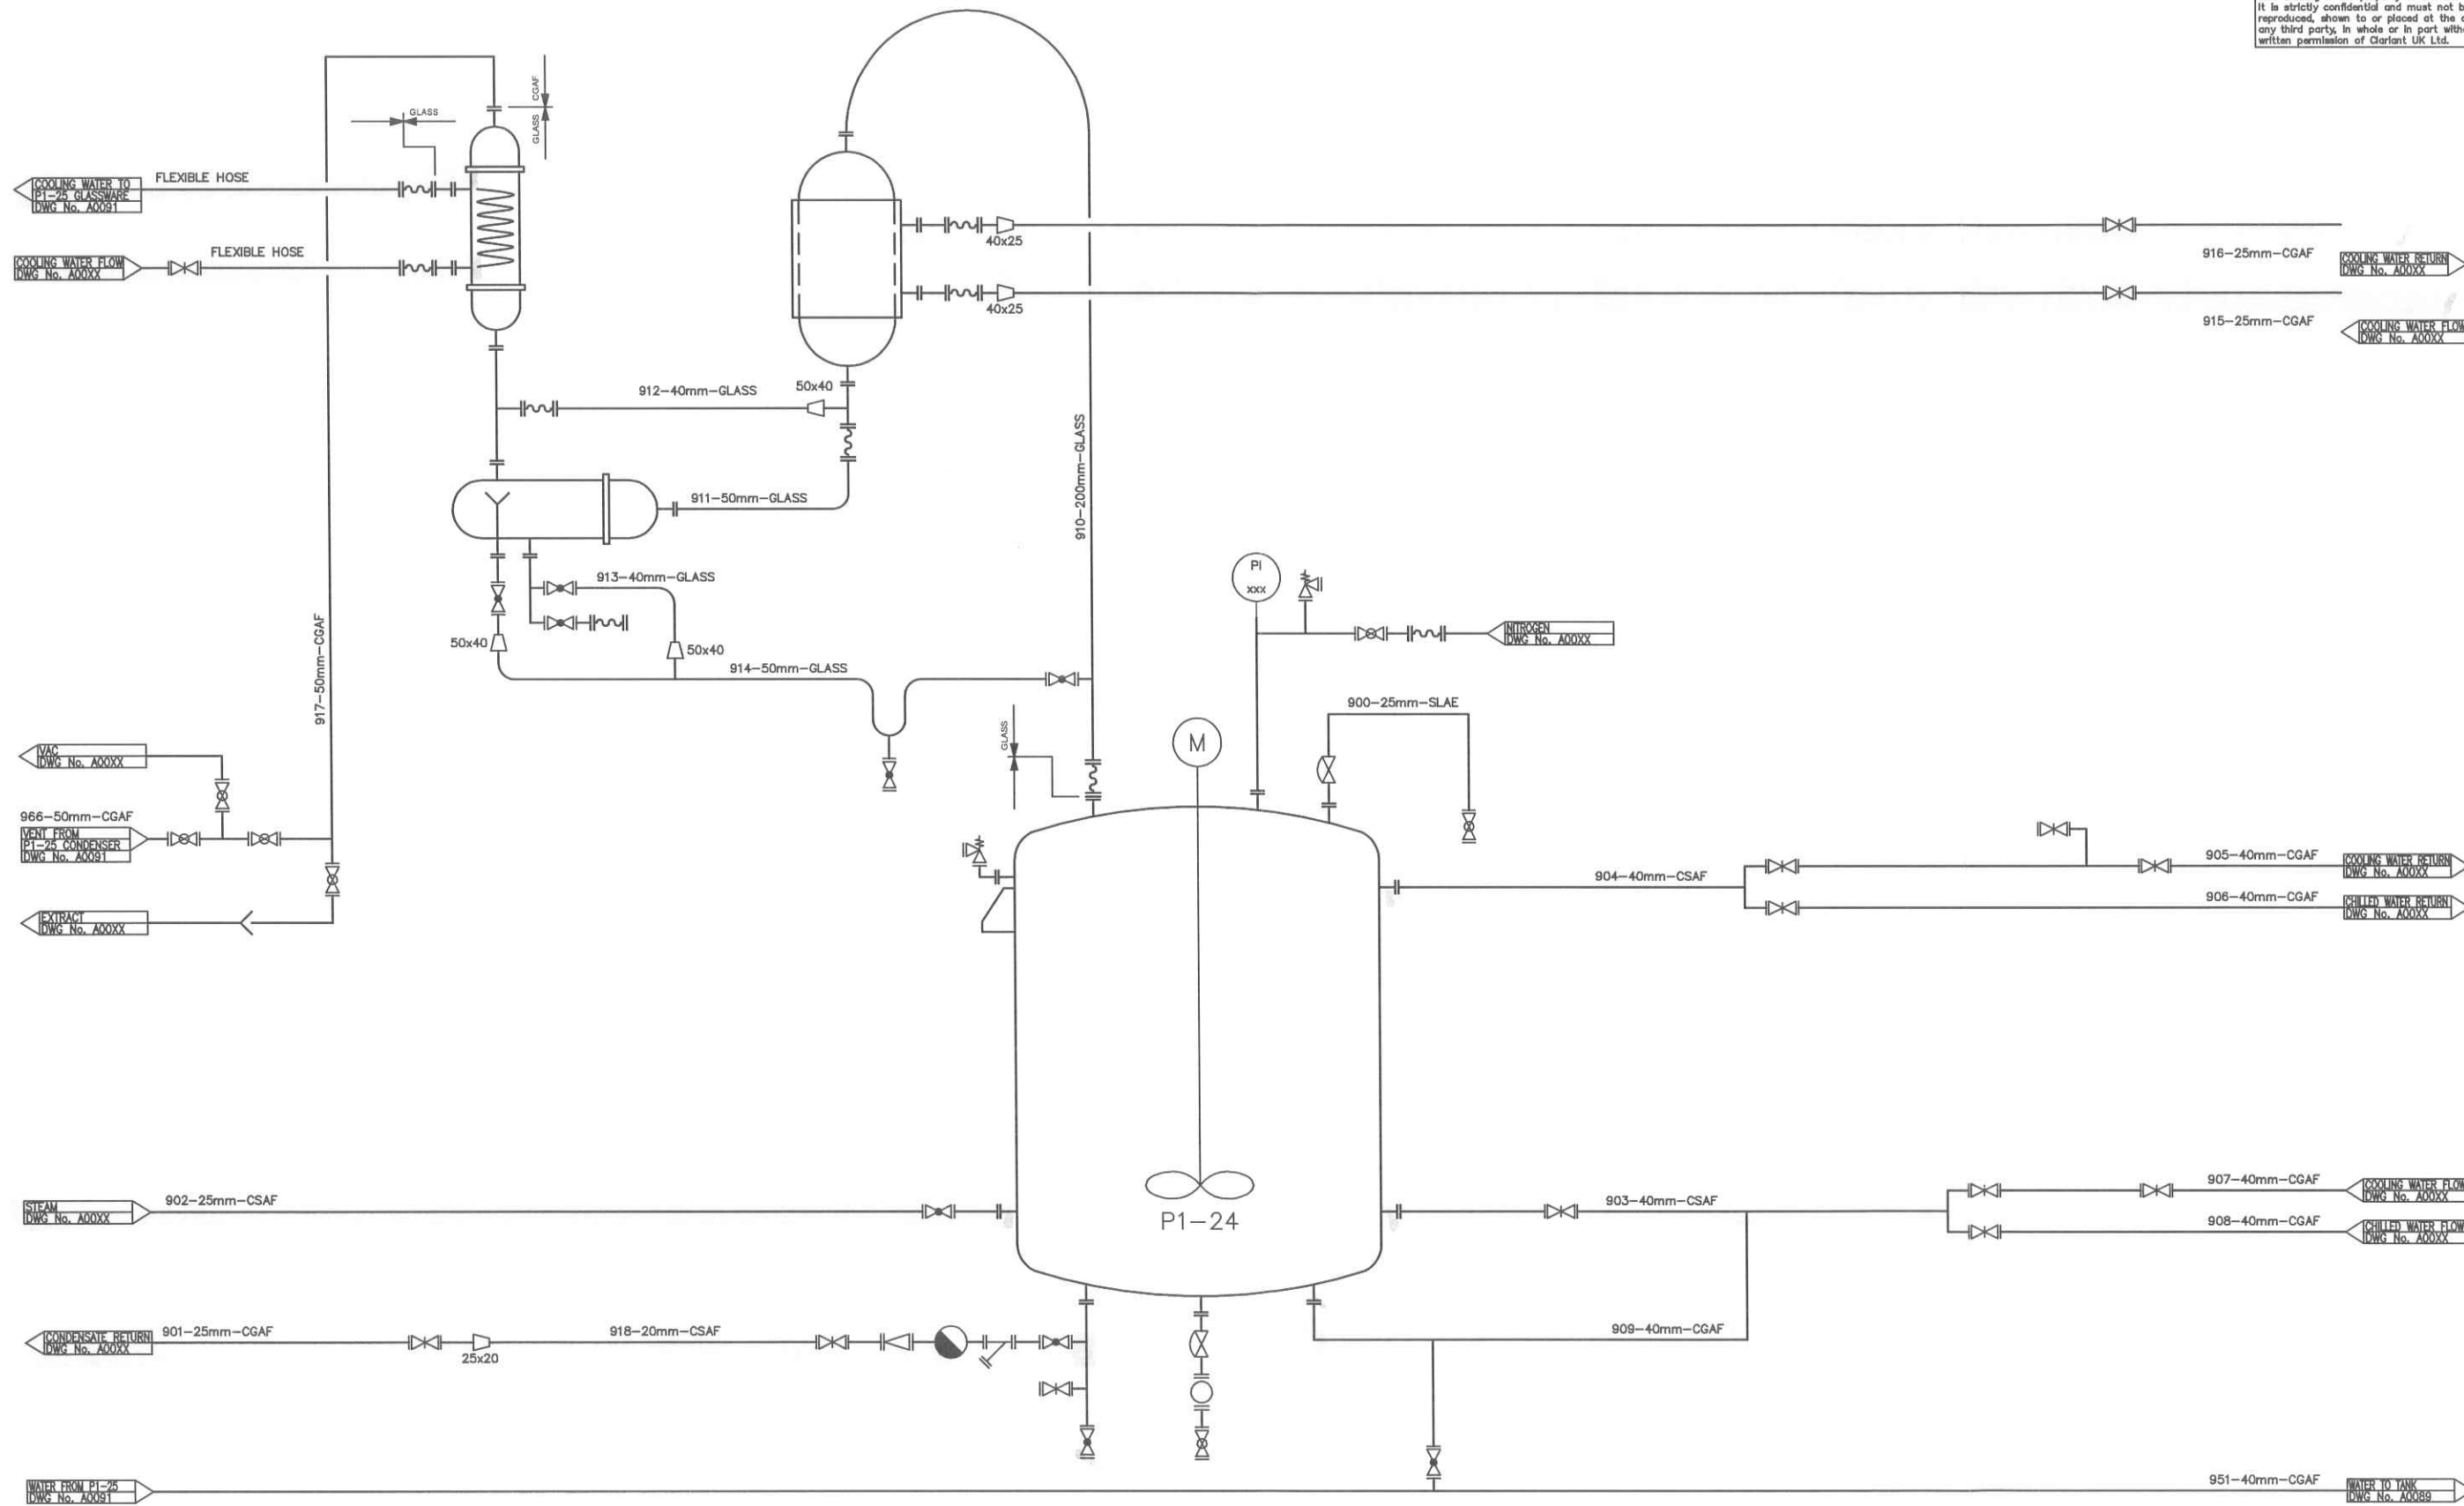 It is strictly confidential and must not b
reproduced, shown to or placed at the
any third party, in whole or in part with
written permission of Clariant UK Ltd.
GLASS
CGAF
GLASS
COOLING WATER TO
P1-25 GLASSWARE
DWG No. A0091
FLEXIBLE HOSE
COOLING WATER FLOW
DWG No. A00XX
FLEXIBLE HOSE
40x25
40x25
916-25mm-CGAF
COOLING WATER RETURN
DWG No. A00XX
915-25mm-CGAF
COOLING WATER FLOW
DWG No. A00XX
912-40mm-GLASS
50x40
911-50mm-GLASS
910-200mm-GLASS
913-40mm-GLASS
50x40
50x40
914-50mm-GLASS
917-50mm-CGAF
PI
xxx
NITROGEN
DWG No. A00XX
900-25mm-SLAE
GLASS
M
VAC
DWG No. A00XX
966-50mm-CGAF
VENT FROM
P1-25 CONDENSER
DWG No. A0091
EXTRACT
DWG No. A00XX
904-40mm-CSAF
905-40mm-CGAF
COOLING WATER RETURN
DWG No. A00XX
906-40mm-CGAF
CHILLED WATER RETURN
DWG No. A00XX
STEAM
DWG No. A00XX
902-25mm-CSAF
P1-24
903-40mm-CSAF
907-40mm-CGAF
COOLING WATER FLOW
DWG No. A00XX
908-40mm-CGAF
CHILLED WATER FLOW
DWG No. A00XX
CONDENSATE RETURN
DWG No. A00XX
901-25mm-CGAF
25x20
918-20mm-CSAF
909-40mm-CGAF
WATER FROM P1-25
DWG No. A0091
951-40mm-CGAF
WATER TO TANK
DWG No. A0089